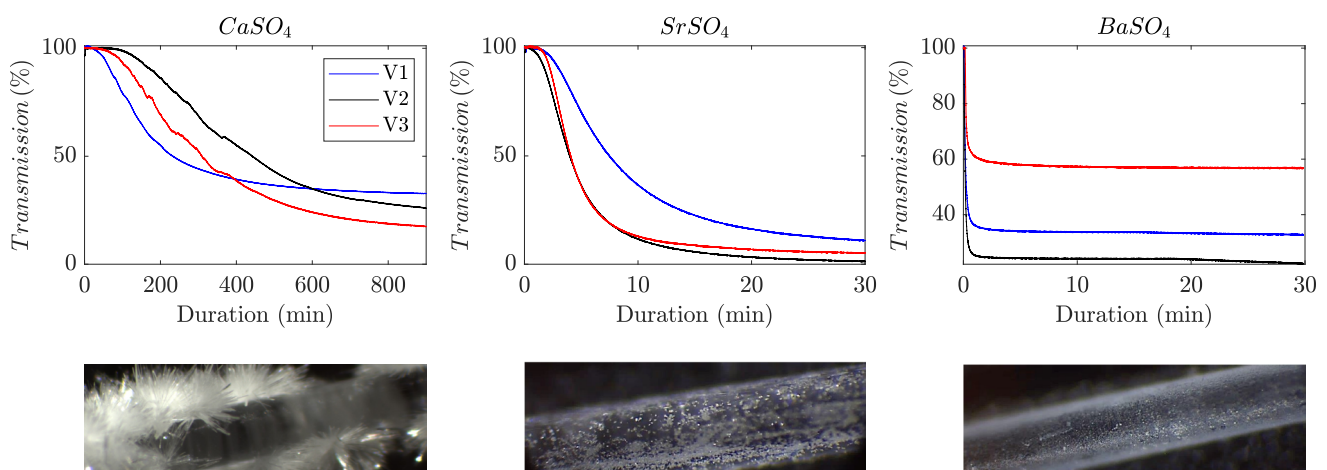 CaSO4
100
50
0
Transmission (%)
0
200
400
600
800
Duration (min)
V1
V2
V3
SrSO4
100
50
0
Transmission (%)
0
10
20
30
Duration (min)
BaSO4
100
80
60
40
Transmission (%)
0
10
20
30
Duration (min)